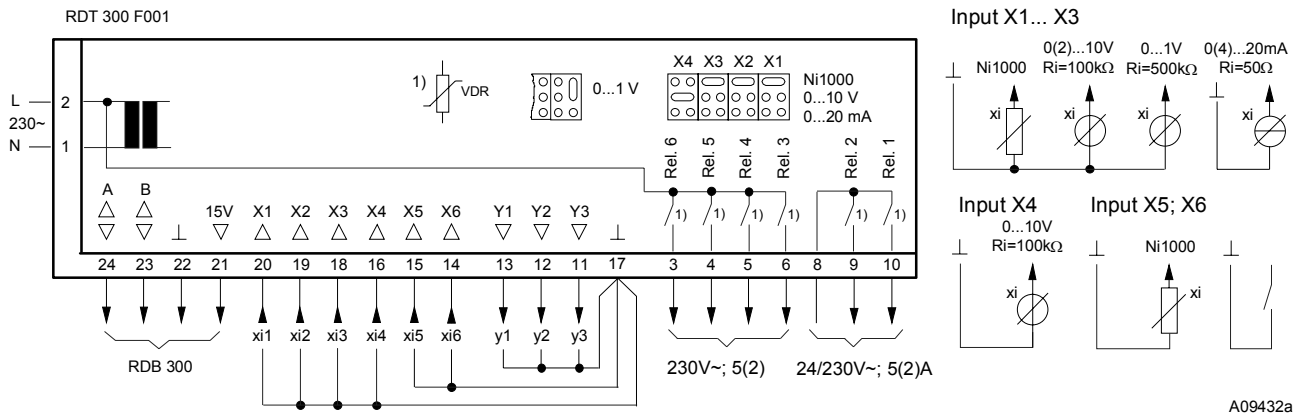 RDT 300 F001
Input X1... X3
L
230~
N
2
1
1)
VDR
0...1 V
X4 X3 X2 X1
Ni1000
0...10 V
0...20 mA
⊥
Ni1000
0(2)...10V
Ri=100kΩ
0...1V
Ri=500kΩ
0(4)...20mA
Ri=50Ω
⊥
xi xi xi xi
Rel. 6 Rel. 5 Rel. 4 Rel. 3 Rel. 2 Rel. 1
A B ⊥ 15V X1 X2 X3 X4 X5 X6 Y1 Y2 Y3 ⊥
1) 1) 1) 1) 1) 1)
24 23 22 21 20 19 18 16 15 14 13 12 11 17 3 4 5 6 8 9 10
Input X4
0...10V
Ri=100kΩ
⊥
xi
Input X5; X6
⊥
Ni1000
xi
⊥
xi1 xi2 xi3 xi4 xi5 xi6 y1 y2 y3
RDB 300
230V~; 5(2)
24/230V~; 5(2)A
A09432a